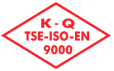 K - Q
TSE-ISO-EN
9000